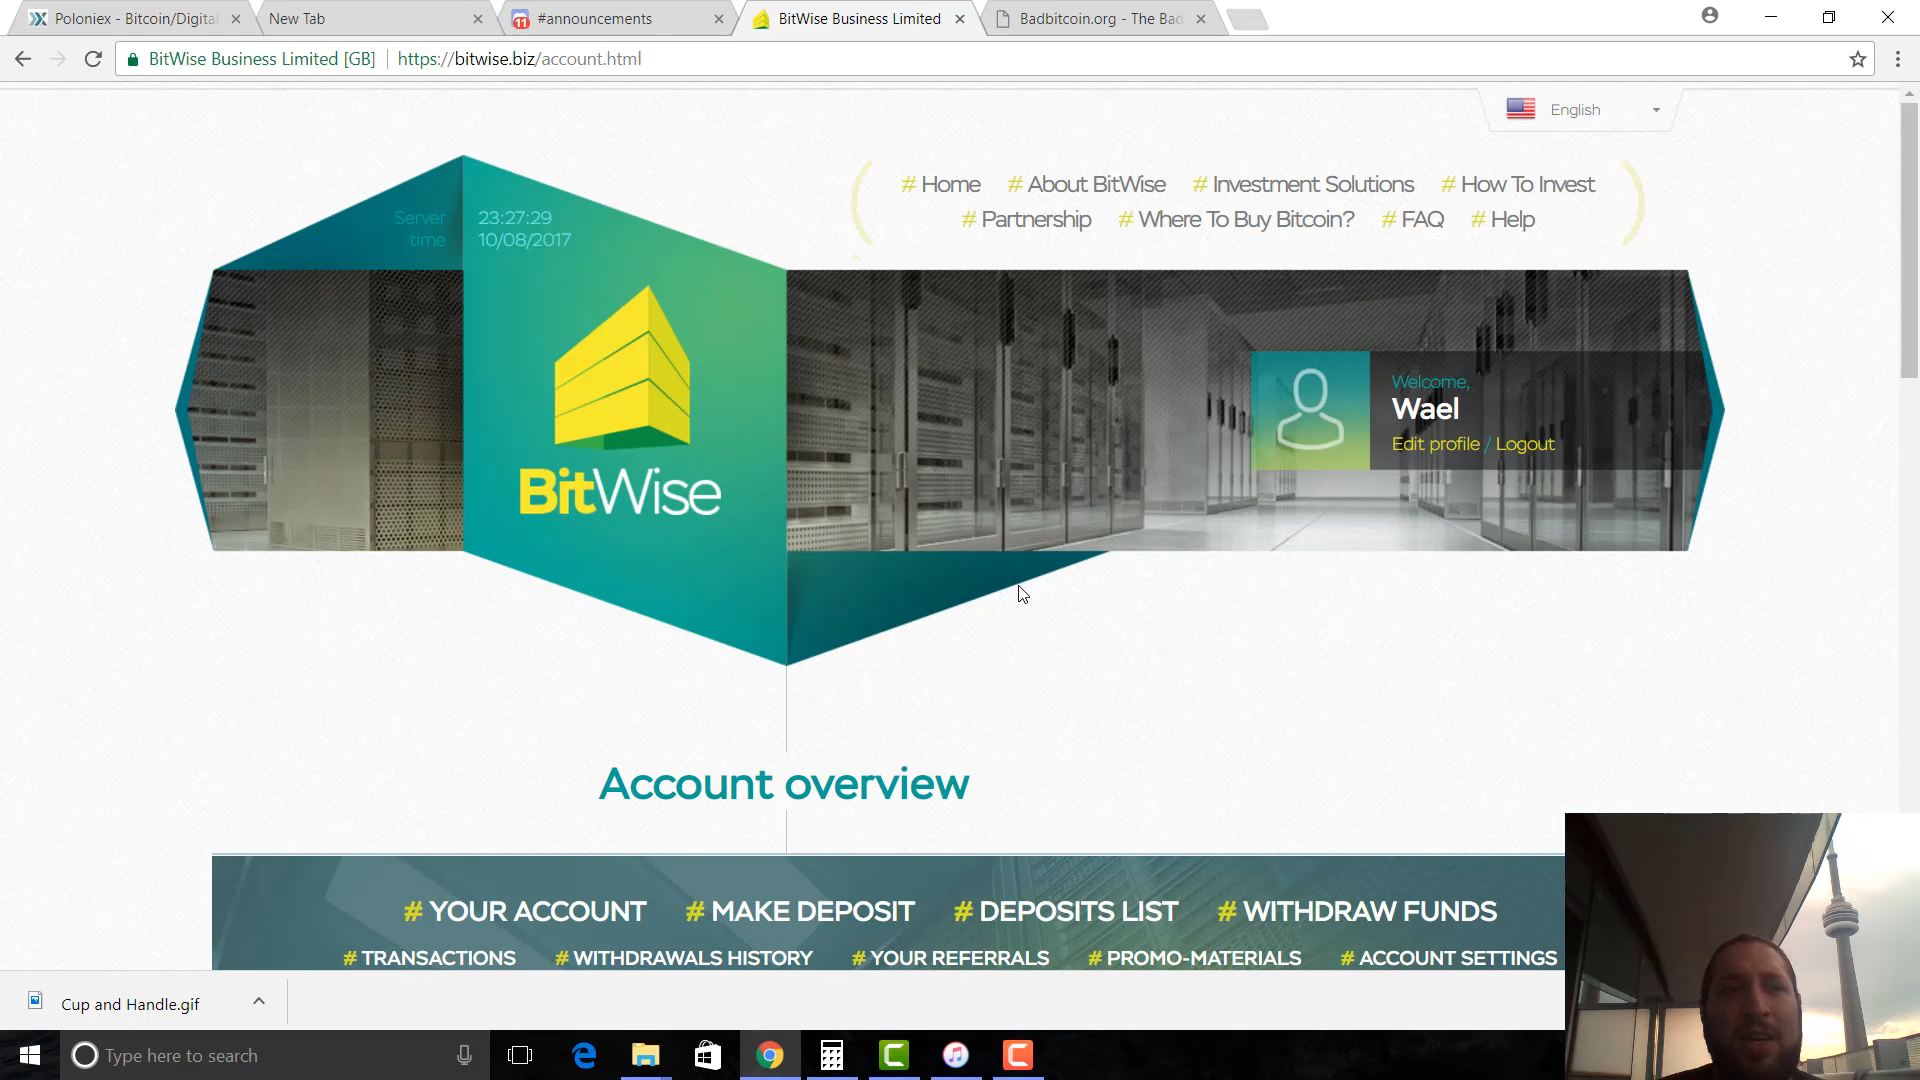 Poloniex - Bitcoin/Digital
New Tab
11
#announcements
BitWise Business Limited
Badbitcoin.org - The Bad
BitWise Business Limited [GB]
https://bitwise.biz/account.html
English
# Home # About BitWise # Investment Solutions # How To Invest
# Partnership # Where To Buy Bitcoin? # FAQ # Help
Server time
23:27:29
10/08/2017
BitWise
Welcome,
Wael
Edit profile / Logout
Account overview
# YOUR ACCOUNT # MAKE DEPOSIT # DEPOSITS LIST # WITHDRAW FUNDS
# TRANSACTIONS # WITHDRAWALS HISTORY # YOUR REFERRALS # PROMO-MATERIALS # ACCOUNT SETTINGS
Cup and Handle.gif
Type here to search